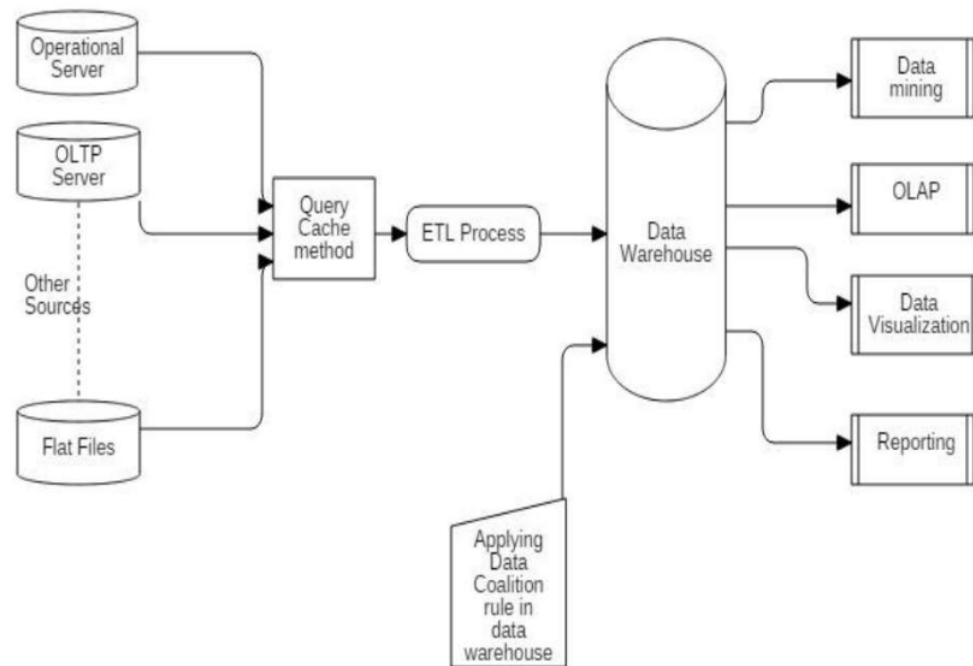 Operational
Server
OLTP
Server
Other
Sources
Flat Files
Query
Cache
method
ETL Process
Data
Warehouse
Applying
Data
Coalition
rule in
data
warehouse
Data
mining
OLAP
Data
Visualization
Reporting